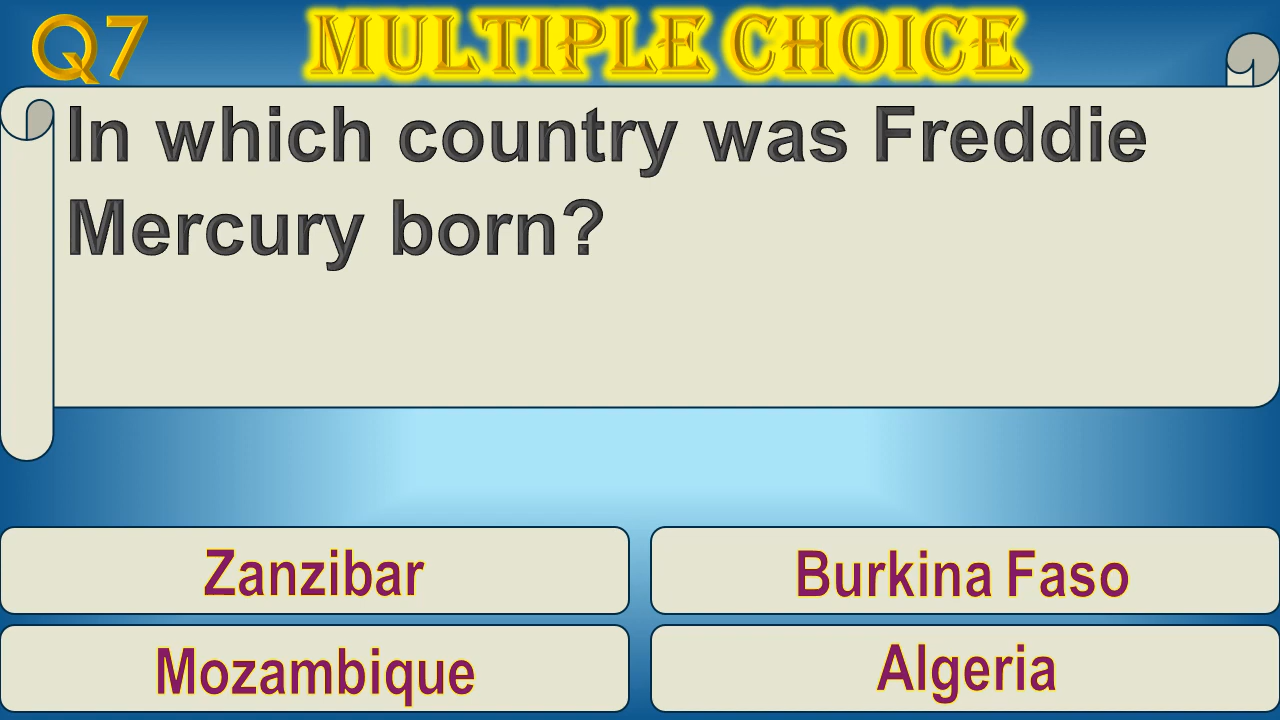 Q7 MULTIPLE CHOICE
In which country was Freddie
Mercury born?
Zanzibar
Burkina Faso
Mozambique
Algeria